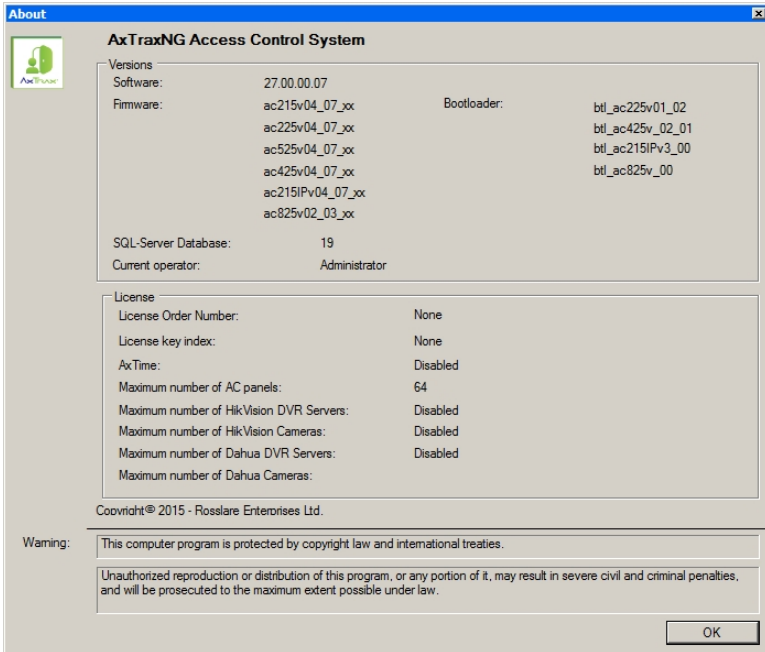 About
AxTraxNG Access Control System
AxTrax
Versions
Software: 27.00.00.07
Firmware: ac215v04_07_xx Bootloader: btl_ac225v01_02
ac225v04_07_xx btl_ac425v_02_01
ac525v04_07_xx btl_ac215IPv3_00
ac425v04_07_xx btl_ac825v_00
ac215IPv04_07_xx
ac825v02_03_xx
SQL-Server Database: 19
Current operator: Administrator
License
License Order Number: None
License key index: None
AxTime: Disabled
Maximum number of AC panels: 64
Maximum number of HikVision DVR Servers: Disabled
Maximum number of HikVision Cameras: Disabled
Maximum number of Dahua DVR Servers: Disabled
Maximum number of Dahua Cameras:
Copyright© 2015 - Rosslare Enterprises Ltd.
Warning: This computer program is protected by copyright law and international treaties.
Unauthorized reproduction or distribution of this program, or any portion of it, may result in severe civil and criminal penalties,
and will be prosecuted to the maximum extent possible under law.
OK